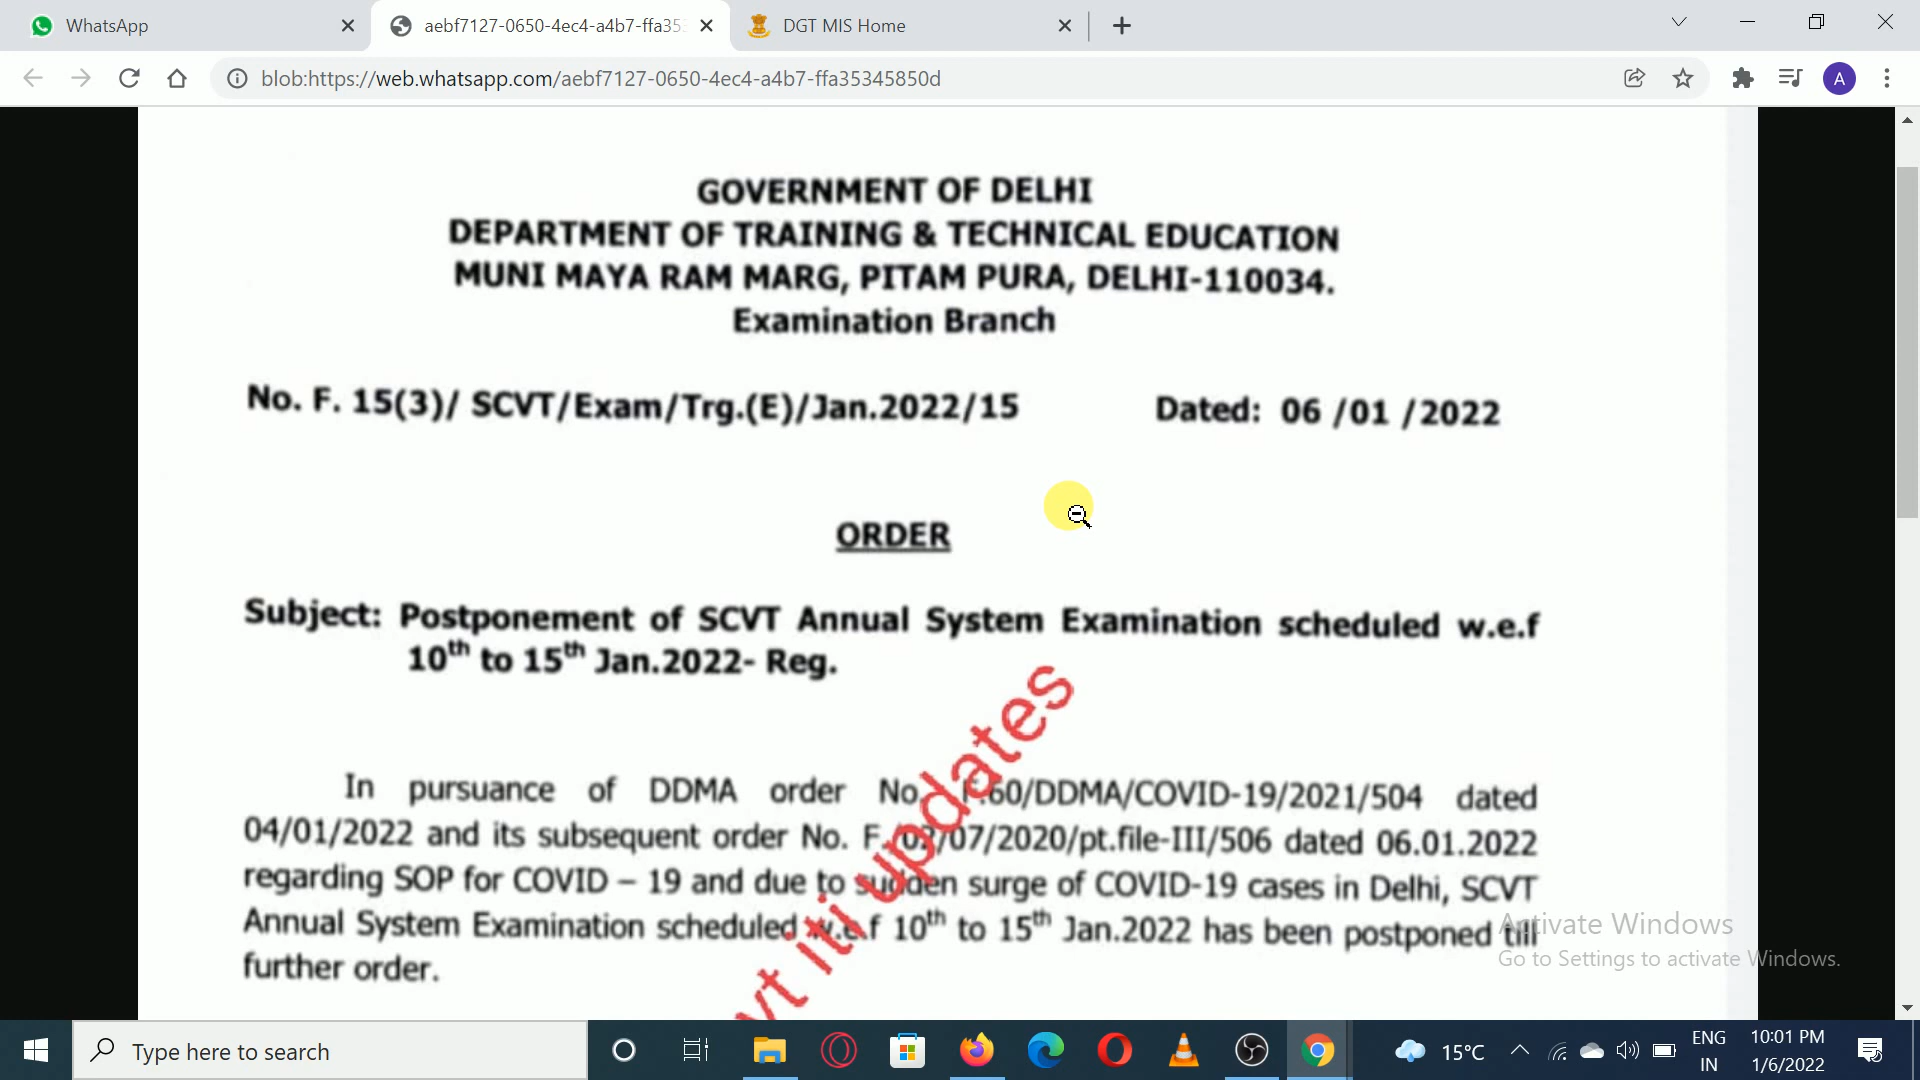 WhatsApp
aebf7127-0650-4ec4-a4b7-ffa353
DGT MIS Home
blob:https://web.whatsapp.com/aebf7127-0650-4ec4-a4b7-ffa35345850d
A
GOVERNMENT OF DELHI
DEPARTMENT OF TRAINING & TECHNICAL EDUCATION
MUNI MAYA RAM MARG, PITAM PURA, DELHI-110034.
Examination Branch
No. F. 15(3)/ SCVT/Exam/Trg.(E)/Jan.2022/15 Dated: 06 /01 /2022
ORDER
Subject: Postponement of SCVT Annual System Examination scheduled w.e.f
10th to 15th Jan.2022- Reg.
In pursuance of DDMA order No. F.60/DDMA/COVID-19/2021/504 dated
04/01/2022 and its subsequent order No. F. 02/07/2020/pt.file-III/506 dated 06.01.2022
regarding SOP for COVID – 19 and due to sudden surge of COVID-19 cases in Delhi, SCVT
Annual System Examination scheduled w.e.f 10th to 15th Jan.2022 has been postponed till
further order.
vt iti updates
Activate Windows
Go to Settings to activate Windows.
Type here to search
15°C
ENG
IN
10:01 PM
1/6/2022